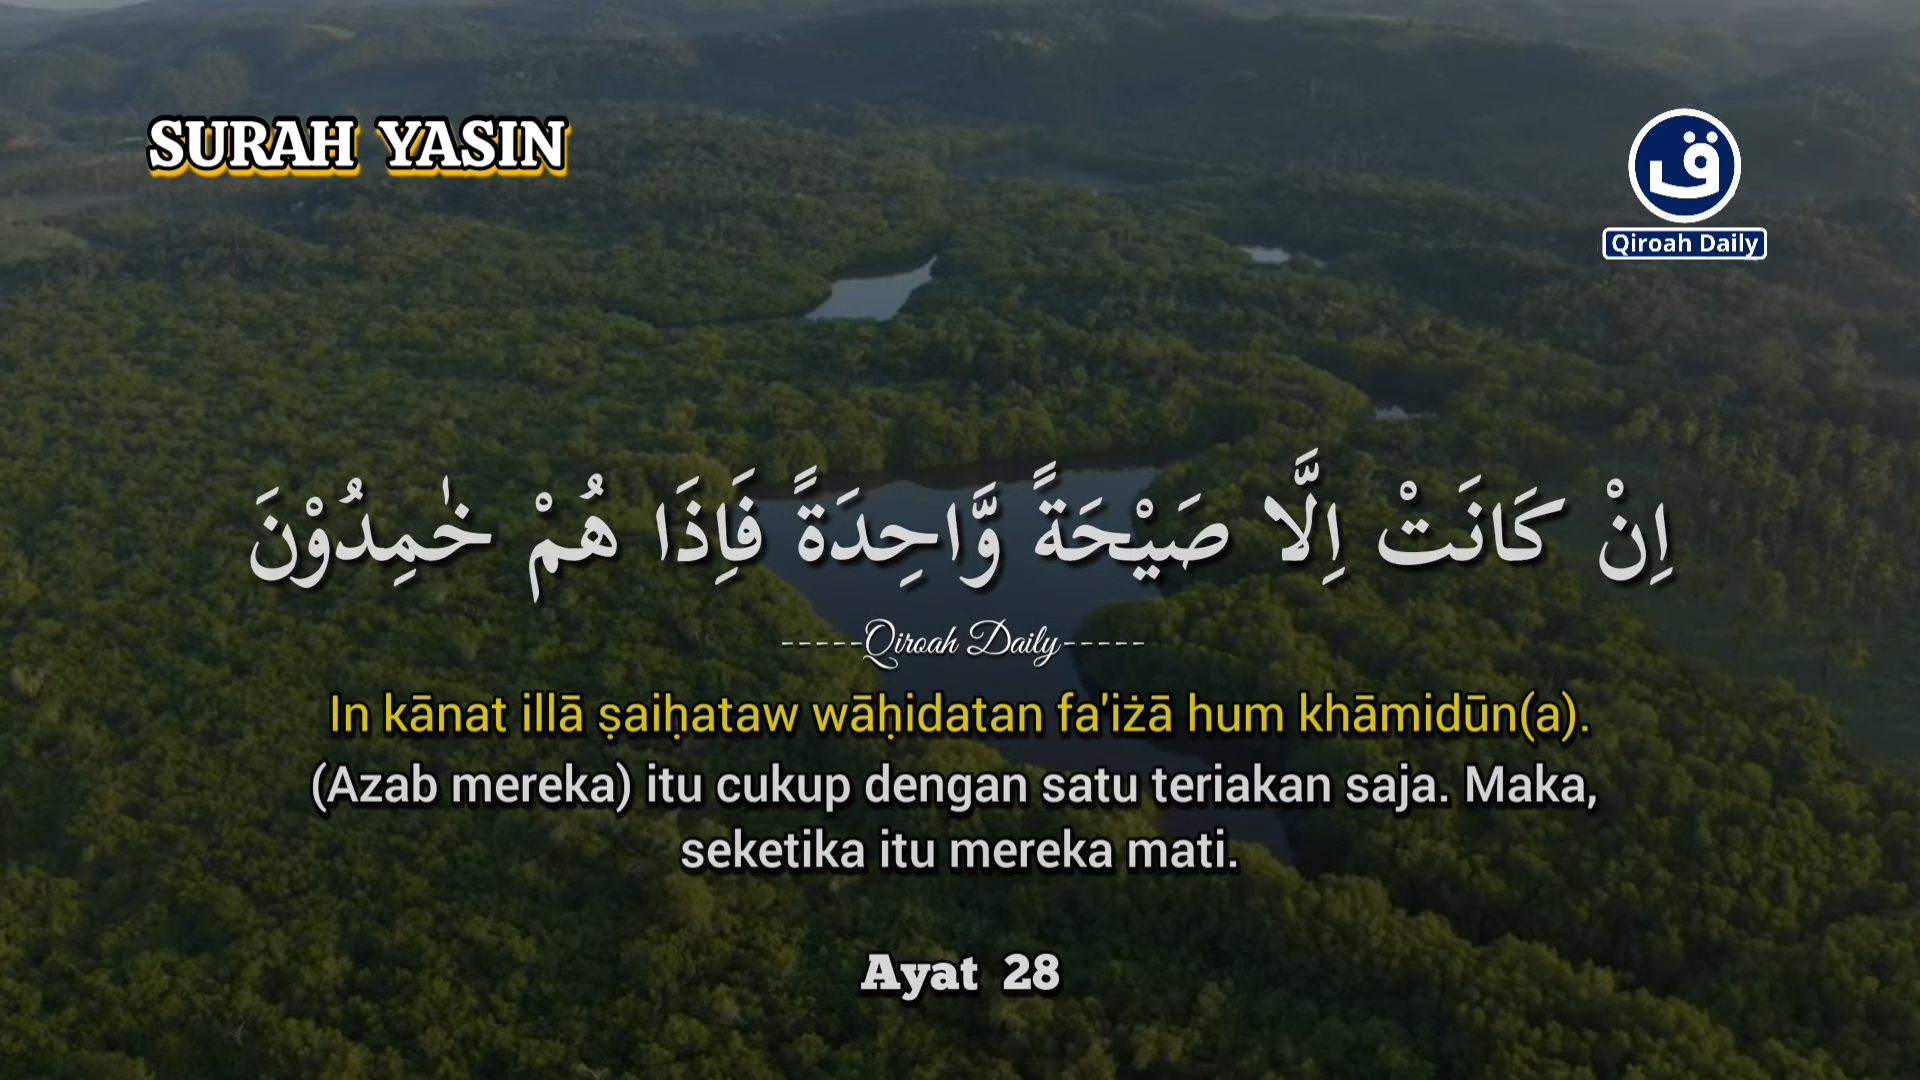 SURAH YASIN
ق
Qiroah Daily
اِنْ كَانَتْ اِلَّا صَيْحَةً وَّاحِدَةً فَاِذَا هُمْ خٰمِدُوْنَ
-----Qiroah Daily-----
In kānat illā ṣaiḥataw wāḥidatan fa'iżā hum khāmidūn(a).
(Azab mereka) itu cukup dengan satu teriakan saja. Maka,
seketika itu mereka mati.
Ayat 28